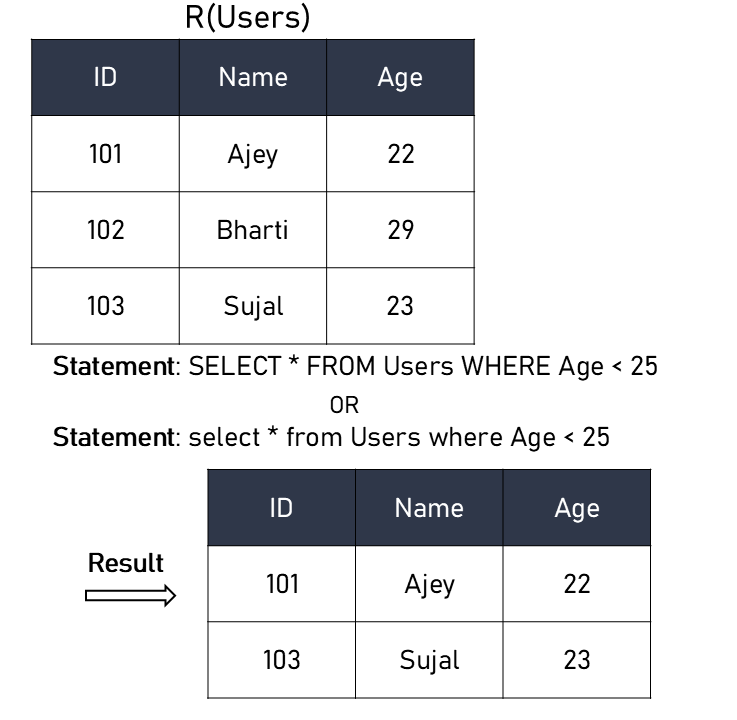 R(Users)
ID Name Age
101 Ajey 22
102 Bharti 29
103 Sujal 23
Statement: SELECT * FROM Users WHERE Age < 25
OR
Statement: select * from Users where Age < 25
ID Name Age
Result
101 Ajey 22
103 Sujal 23